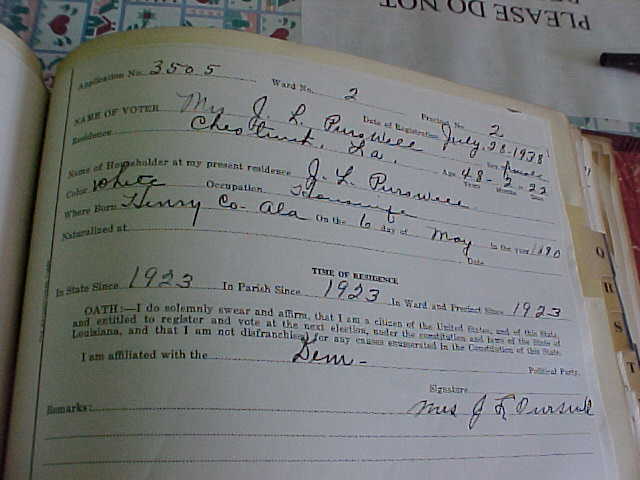 PLEASE DO NOT
Application No. 3505 Ward No. 2 Precinct No. 2
NAME OF VOTER Mrs J. L. Purswell Date of Registration July, 28-1938
Residence Chestnut, La. Sex female
Name of Householder at my present residence J. L. Purswell Age 48-2-22
Years Months Days
Color White Occupation Housewife
Where Born Henry Co. Ala On the 6 day of May in the year 1890
Naturalized at Date
TIME OF RESIDENCE
In State Since 1923 In Parish Since 1923 In Ward and Precinct Since 1923
OATH:—I do solemnly swear and affirm, that I am a citizen of the United States, and of this State
and entitled to register and vote at the next election, under the constitution and laws of the State of
Louisiana, and that I am not disfranchised for any causes enumerated in the Constitution of this State.
I am affiliated with the Dem- Political Party.
Signature
Mrs J L Purswell
Remarks:
Q
R
S
T